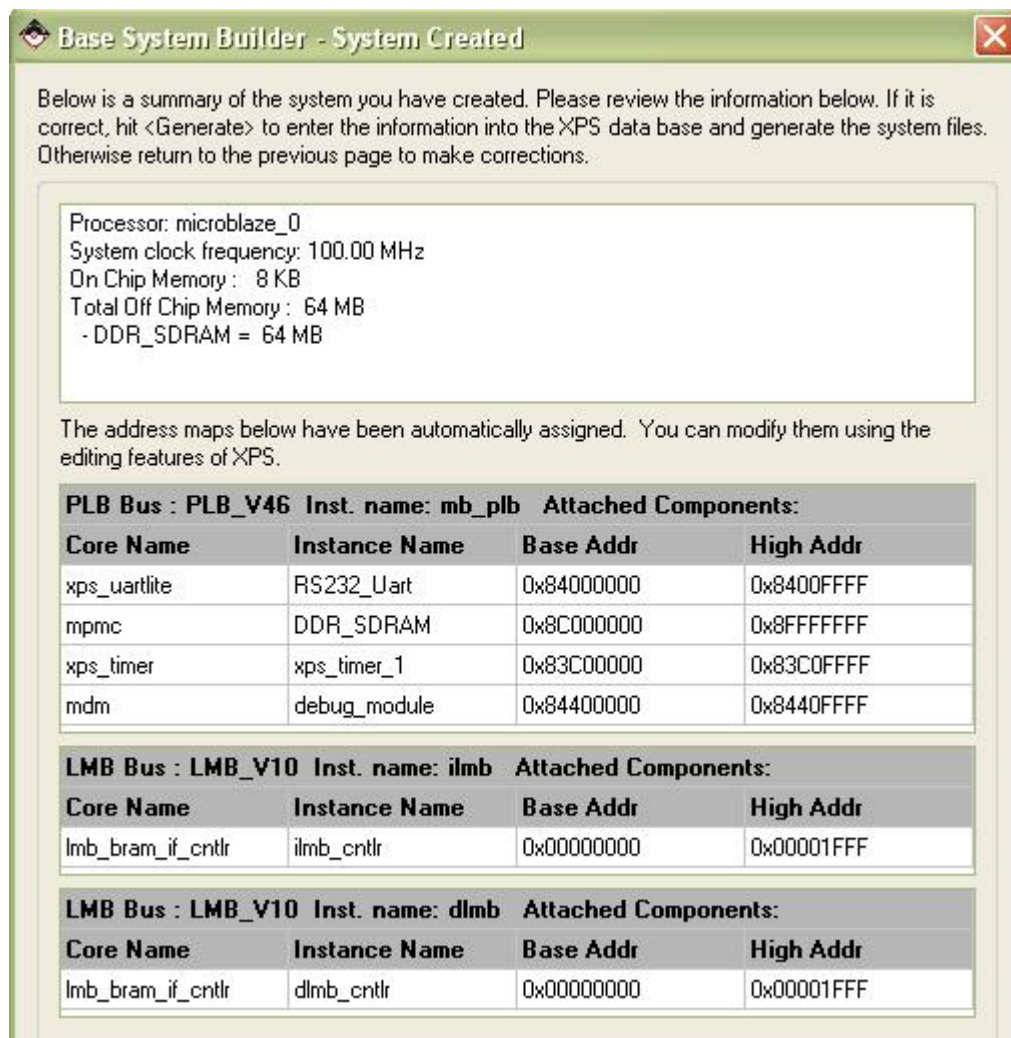 Base System Builder - System Created
Below is a summary of the system you have created. Please review the information below. If it is
correct, hit <Generate> to enter the information into the XPS data base and generate the system files.
Otherwise return to the previous page to make corrections.
Processor: microblaze_0
System clock frequency: 100.00 MHz
On Chip Memory : 8 KB
Total Off Chip Memory : 64 MB
- DDR_SDRAM = 64 MB
The address maps below have been automatically assigned. You can modify them using the
editing features of XPS.
PLB Bus : PLB_V46 Inst. name: mb_plb Attached Components:
Core Name Instance Name Base Addr High Addr
xps_uartlite RS232_Uart 0x84000000 0x8400FFFF
mpmc DDR_SDRAM 0x8C000000 0x8FFFFFFF
xps_timer xps_timer_1 0x83C00000 0x83C0FFFF
mdm debug_module 0x84400000 0x8440FFFF
LMB Bus : LMB_V10 Inst. name: ilmb Attached Components:
Core Name Instance Name Base Addr High Addr
lmb_bram_if_cntlr ilmb_cntlr 0x00000000 0x00001FFF
LMB Bus : LMB_V10 Inst. name: dlmb Attached Components:
Core Name Instance Name Base Addr High Addr
lmb_bram_if_cntlr dlmb_cntlr 0x00000000 0x00001FFF